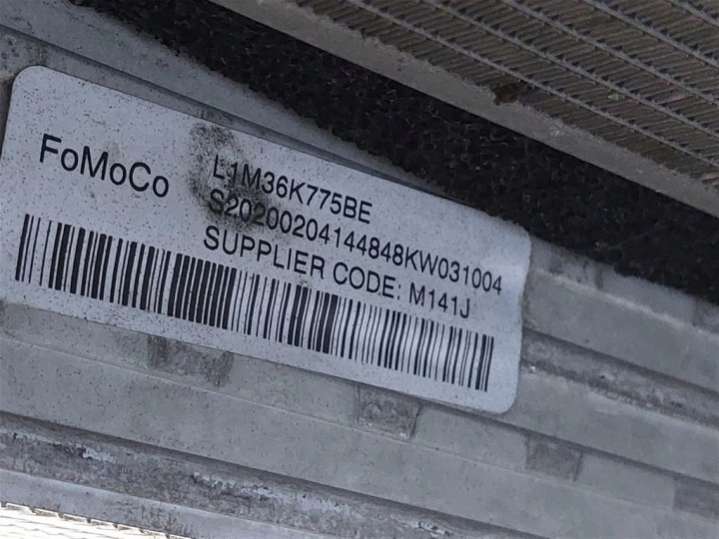 FoMoCo
L1M36K775BE
S20200204144848KW031004
SUPPLIER CODE: M141J